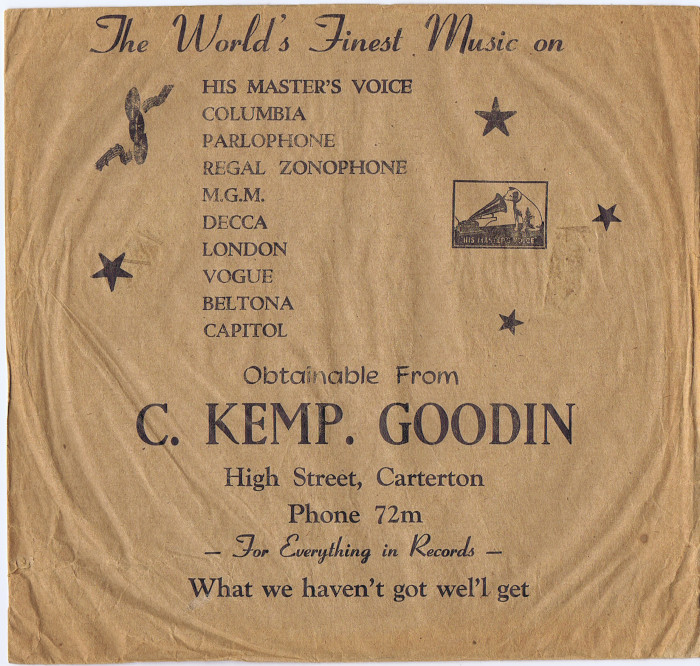 The World's Finest Music on
HIS MASTER'S VOICE
COLUMBIA
PARLOPHONE
REGAL ZONOPHONE
M.G.M.
DECCA
LONDON
VOGUE
BELTONA
CAPITOL
HIS MASTER'S VOICE
Obtainable From
C. KEMP. GOODIN
High Street, Carterton
Phone 72m
— For Everything in Records —
What we haven't got wel'l get